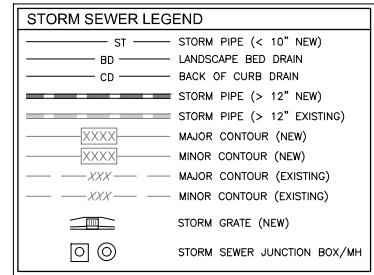 STORM SEWER LEGEND
ST STORM PIPE (< 10" NEW)
BD LANDSCAPE BED DRAIN
CD BACK OF CURB DRAIN
STORM PIPE (> 12" NEW)
STORM PIPE (> 12" EXISTING)
XXXX MAJOR CONTOUR (NEW)
XXXX MINOR CONTOUR (NEW)
XXX MAJOR CONTOUR (EXISTING)
XXX MINOR CONTOUR (EXISTING)
STORM GRATE (NEW)
STORM SEWER JUNCTION BOX/MH